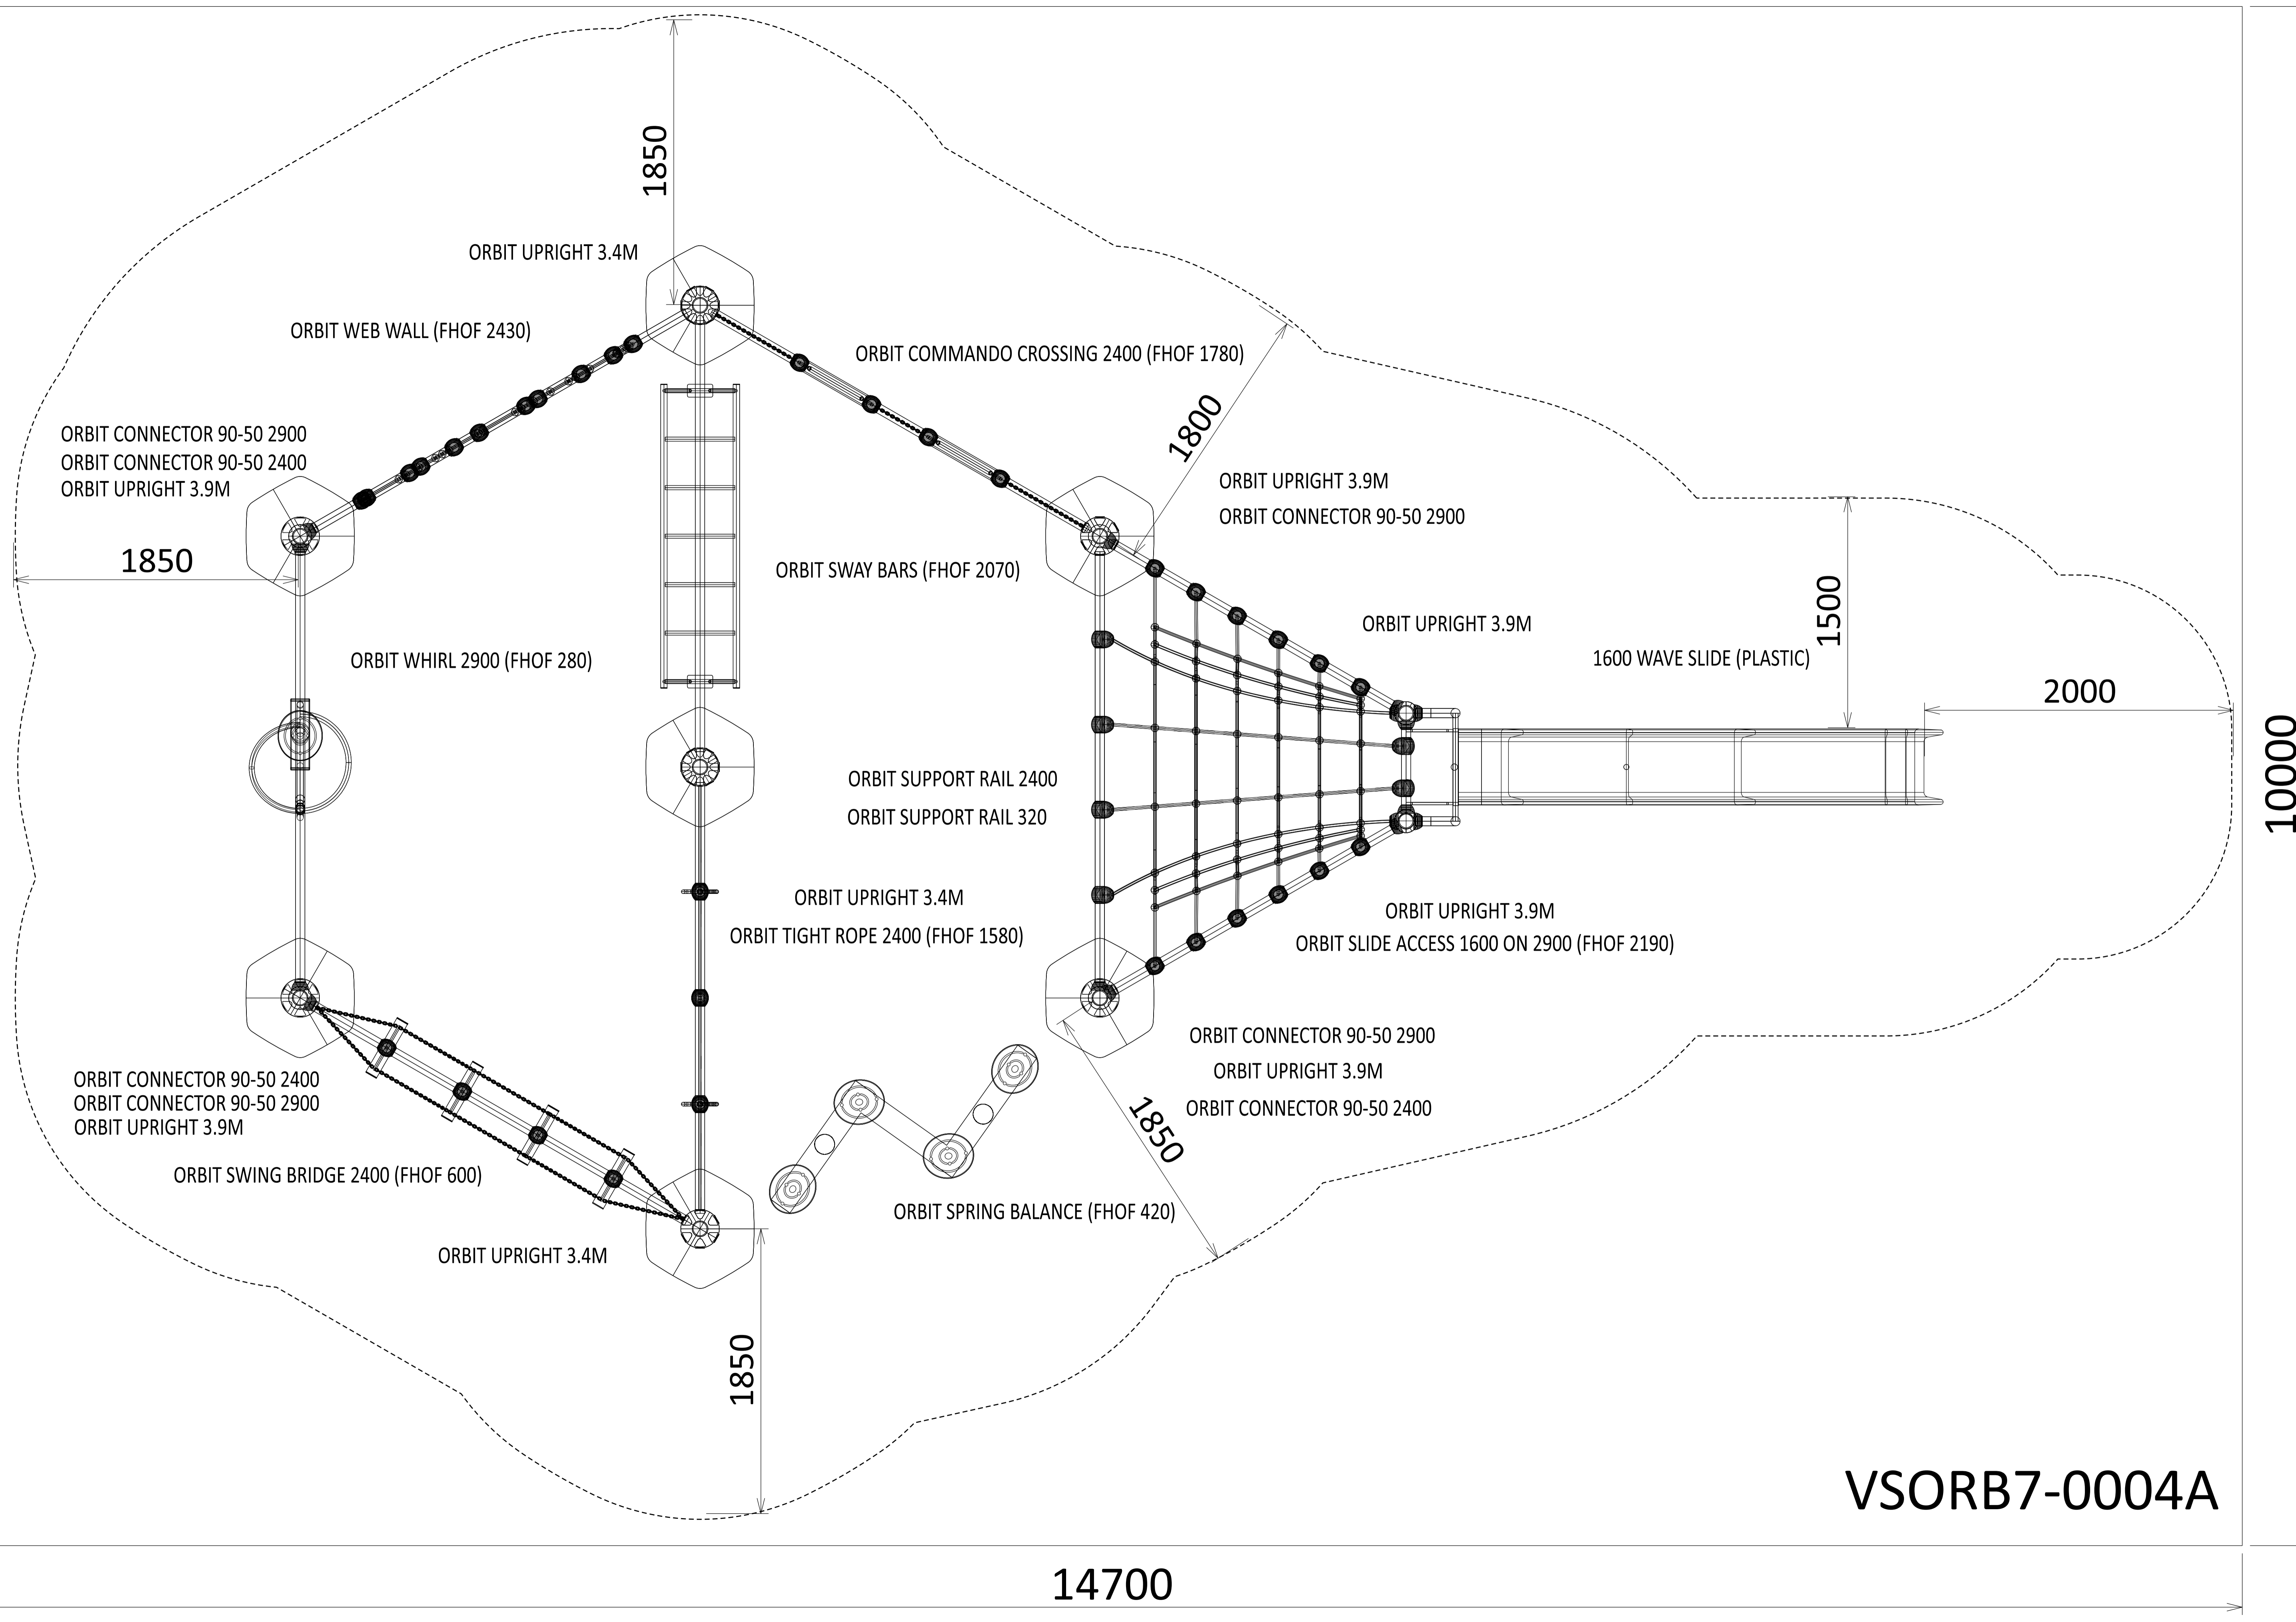 1850
ORBIT UPRIGHT 3.4M
ORBIT WEB WALL (FHOF 2430)
ORBIT COMMANDO CROSSING 2400 (FHOF 1780)
1800
ORBIT CONNECTOR 90-50 2900
ORBIT CONNECTOR 90-50 2400
ORBIT UPRIGHT 3.9M
ORBIT UPRIGHT 3.9M
ORBIT CONNECTOR 90-50 2900
1850
ORBIT SWAY BARS (FHOF 2070)
ORBIT UPRIGHT 3.9M
1500
ORBIT WHIRL 2900 (FHOF 280)
1600 WAVE SLIDE (PLASTIC)
2000
10000
ORBIT SUPPORT RAIL 2400
ORBIT SUPPORT RAIL 320
ORBIT UPRIGHT 3.4M
ORBIT TIGHT ROPE 2400 (FHOF 1580)
ORBIT UPRIGHT 3.9M
ORBIT SLIDE ACCESS 1600 ON 2900 (FHOF 2190)
ORBIT CONNECTOR 90-50 2900
ORBIT UPRIGHT 3.9M
ORBIT CONNECTOR 90-50 2400
1850
ORBIT CONNECTOR 90-50 2400
ORBIT CONNECTOR 90-50 2900
ORBIT UPRIGHT 3.9M
ORBIT SWING BRIDGE 2400 (FHOF 600)
ORBIT SPRING BALANCE (FHOF 420)
ORBIT UPRIGHT 3.4M
1850
VSORB7-0004A
14700